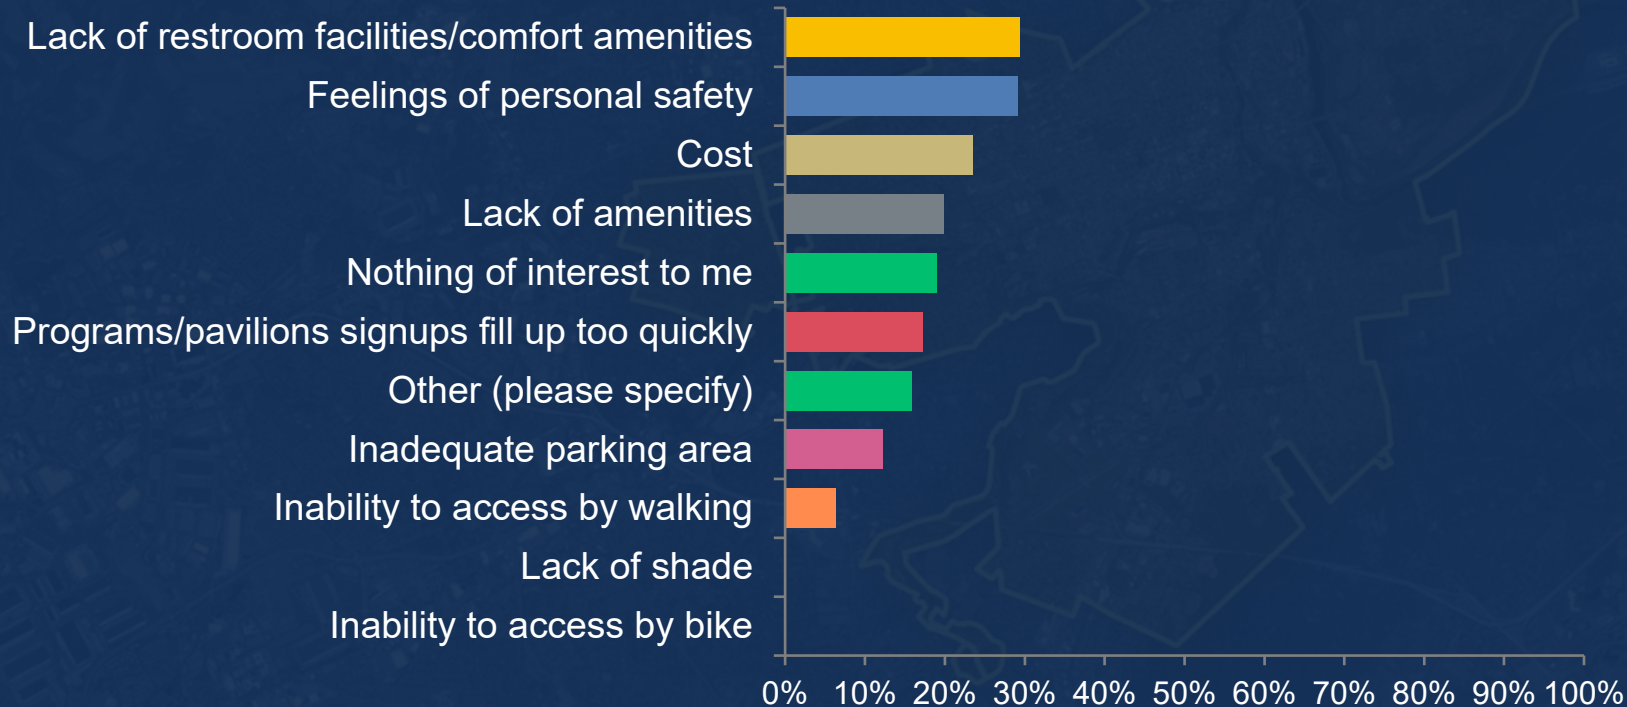 Lack of restroom facilities/comfort amenities
Feelings of personal safety
Cost
Lack of amenities
Nothing of interest to me
Programs/pavilions signups fill up too quickly
Other (please specify)
Inadequate parking area
Inability to access by walking
Lack of shade
Inability to access by bike
0% 10% 20% 30% 40% 50% 60% 70% 80% 90% 100%